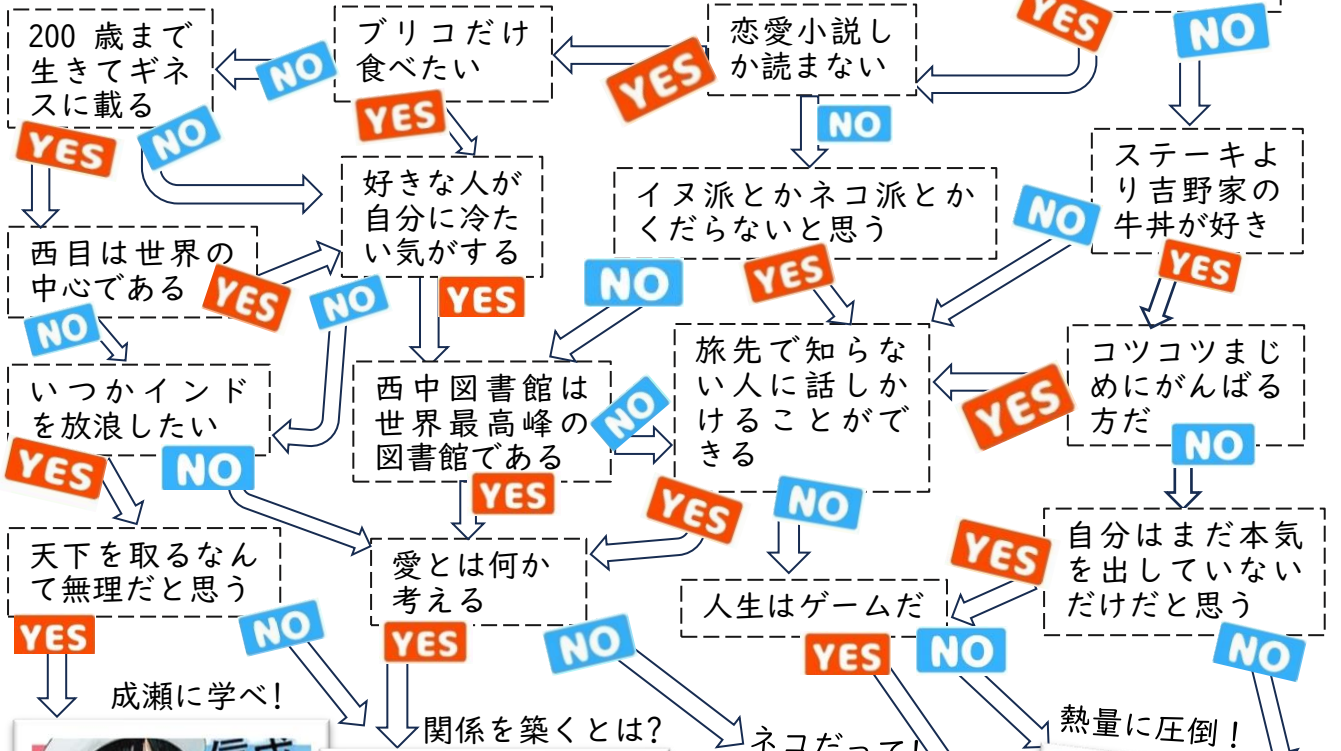 200 歳まで
生きてギネ
スに載る
ブリコだけ
食べたい
恋愛小説し
か読まない
YES
NO
NO
YES
YES
NO
YES
NO
ステーキよ
り吉野家の
牛丼が好き
好きな人が
自分に冷た
い気がする
イヌ派とかネコ派とか
くだらないと思う
NO
YES
西目は世界の
中心である
YES
NO
YES
NO
YES
NO
旅先で知らな
い人に話しか
けることがで
きる
コツコツまじ
めにがんばる
方だ
YES
NO
いつかインド
を放浪したい
西中図書館は
世界最高峰の
図書館である
NO
YES
NO
YES
YES
NO
天下を取るなん
て無理だと思う
愛とは何か
考える
人生はゲームだ
YES
自分はまだ本気
を出していない
だけだと思う
YES
NO
YES
NO
YES
NO
NO
成瀬に学べ!
関係を築くとは?
ネコだって!
熱量に圧倒!